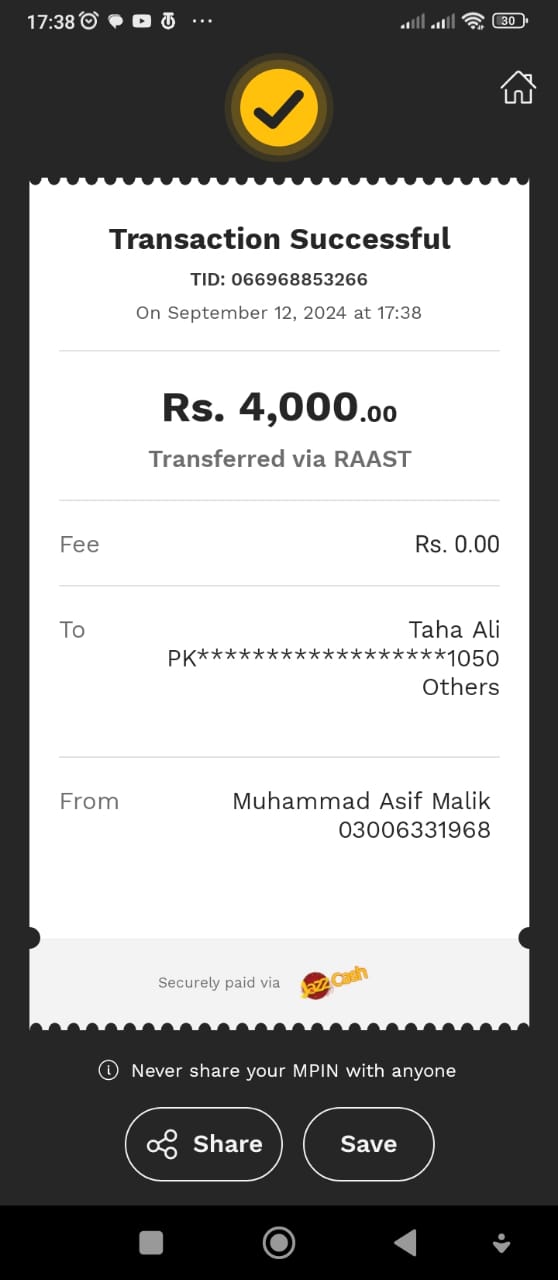 17:38
30
Transaction Successful
TID: 066968853266
On September 12, 2024 at 17:38
Rs. 4,000.00
Transferred via RAAST
Fee
Rs. 0.00
To
Taha Ali
PK******************1050
Others
From
Muhammad Asif Malik
03006331968
Securely paid via JazzCash
Never share your MPIN with anyone
Share
Save